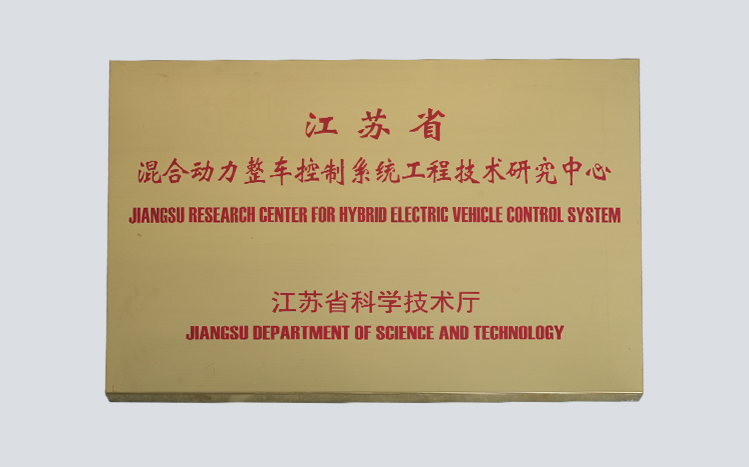 江苏省
混合动力整车控制系统工程技术研究中心
JIANGSU RESEARCH CENTER FOR HYBRID ELECTRIC VEHICLE CONTROL SYSTEM
江苏省科学技术厅
JIANGSU DEPARTMENT OF SCIENCE AND TECHNOLOGY